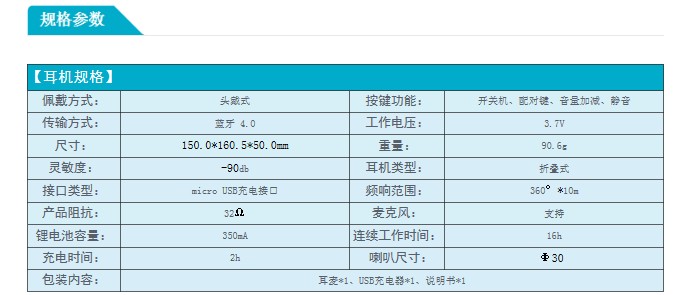 规格参数
【耳机规格】
佩戴方式： 头戴式 按键功能： 开关机、配对键、音量加减、静音
传输方式： 蓝牙 4.0 工作电压： 3.7V
尺寸： 150.0*160.5*50.0mm 重量： 90.6g
灵敏度： -90db 耳机类型： 折叠式
接口类型： micro USB充电接口 频响范围： 360° *10m
产品阻抗： 32Ω 麦克风： 支持
锂电池容量： 350mA 连续工作时间： 16h
充电时间： 2h 喇叭尺寸： Φ30
包装内容： 耳麦*1、USB充电器*1、说明书*1